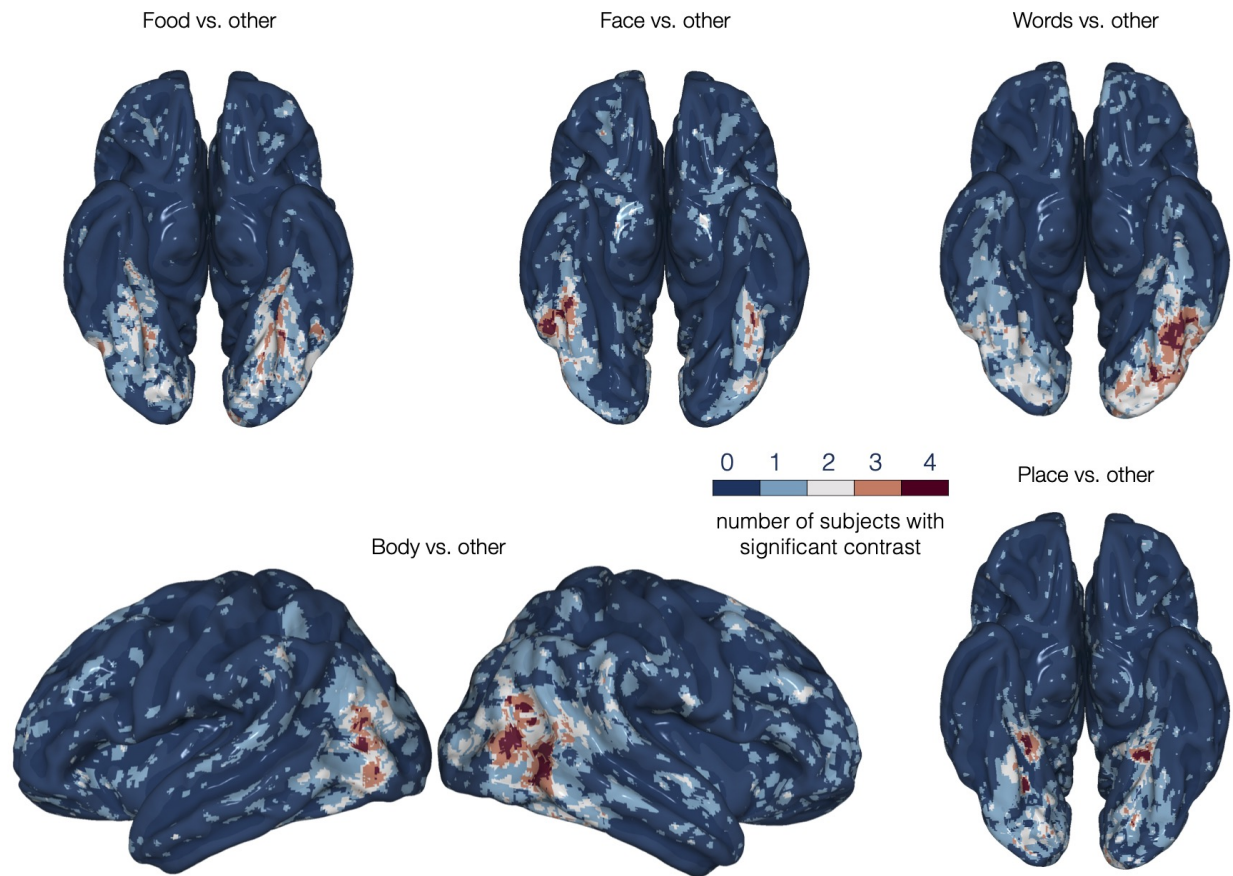 Food vs. other
Face vs. other
Words vs. other
0 1 2 3 4
number of subjects with
significant contrast
Place vs. other
Body vs. other